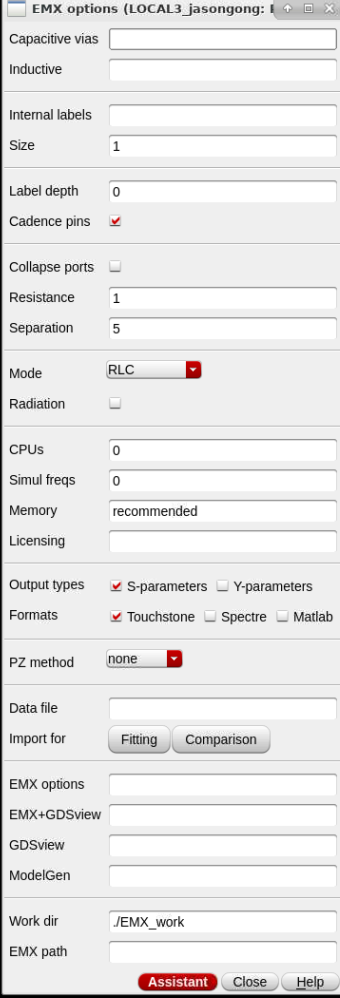 EMX options (LOCAL3_jasongong:
Capacitive vias
Inductive
Internal labels
Size 1
Label depth 0
Cadence pins
Collapse ports
Resistance 1
Separation 5
Mode RLC
Radiation
CPUs 0
Simul freqs 0
Memory recommended
Licensing
Output types S-parameters Y-parameters
Formats Touchstone Spectre Matlab
PZ method none
Data file
Import for Fitting Comparison
EMX options
EMX+GDSview
GDSview
ModelGen
Work dir ./EMX_work
EMX path
Assistant Close Help